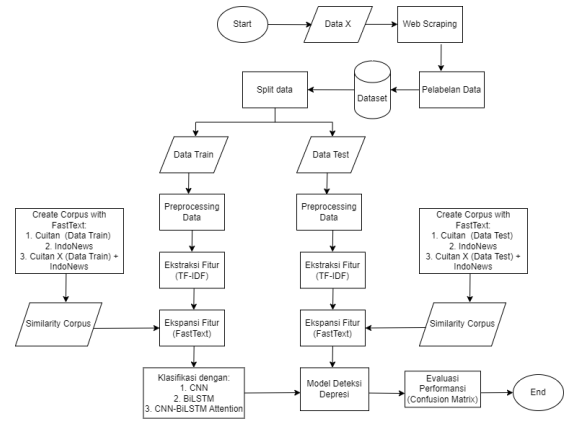 Start
Data X
Web Scraping
Split data
Dataset
Pelabelan Data
Data Train
Data Test
Preprocessing
Data
Preprocessing
Data
Create Corpus with
FastText:
1. Cuitan (Data Train)
2. IndoNews
3. Cuitan X (Data Train) +
IndoNews
Create Corpus with
FastText:
1. Cuitan (Data Test)
2. IndoNews
3. Cuitan X (Data Test) +
IndoNews
Ekstraksi Fitur
(TF-IDF)
Ekstraksi Fitur
(TF-IDF)
Similarity Corpus
Ekspansi Fitur
(FastText)
Ekspansi Fitur
(FastText)
Similarity Corpus
Klasifikasi dengan:
1. CNN
2. BiLSTM
3. CNN-BiLSTM Attention
Model Deteksi
Depresi
Evaluasi
Performansi
(Confusion Matrix)
End